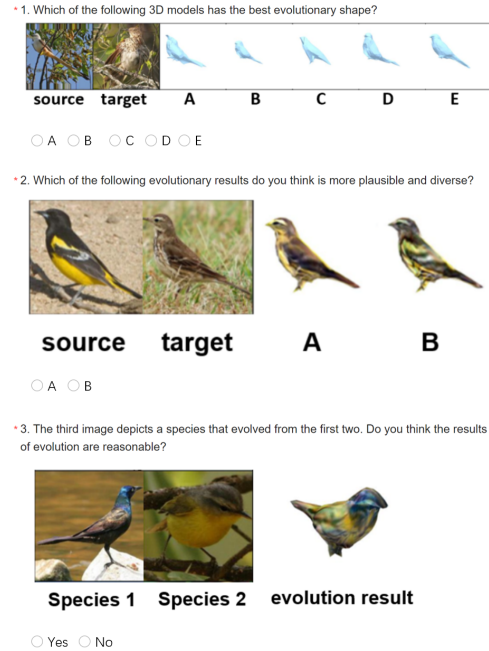 * 1. Which of the following 3D models has the best evolutionary shape?
source target A B C D E
A B C D E
* 2. Which of the following evolutionary results do you think is more plausible and diverse?
source target A B
A B
* 3. The third image depicts a species that evolved from the first two. Do you think the results
of evolution are reasonable?
Species 1 Species 2 evolution result
Yes No